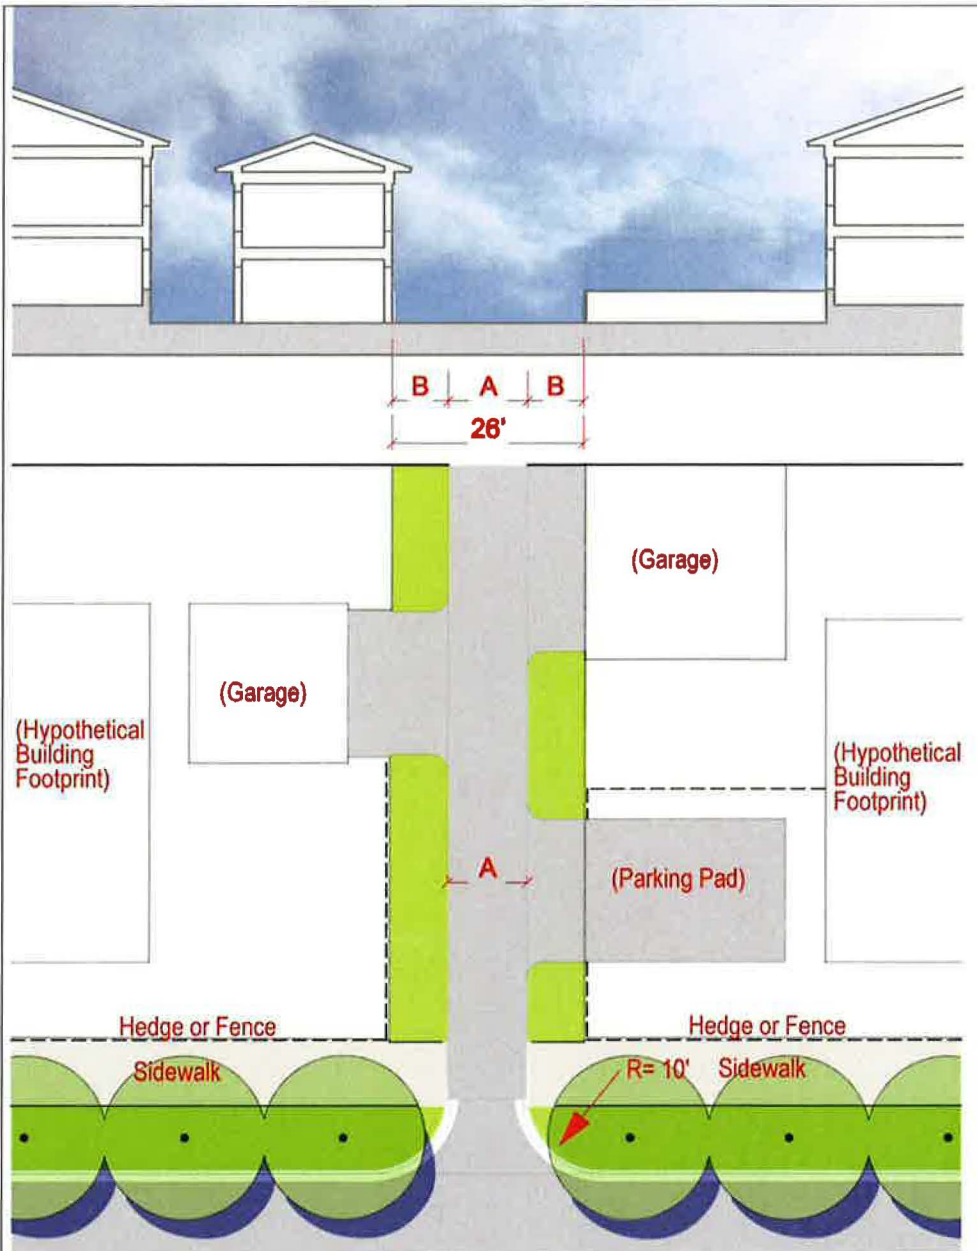 B A B
26'
(Garage)
(Garage)
(Hypothetical
Building
Footprint)
(Hypothetical
Building
Footprint)
A
(Parking Pad)
Hedge or Fence
Hedge or Fence
Sidewalk
R= 10'
Sidewalk